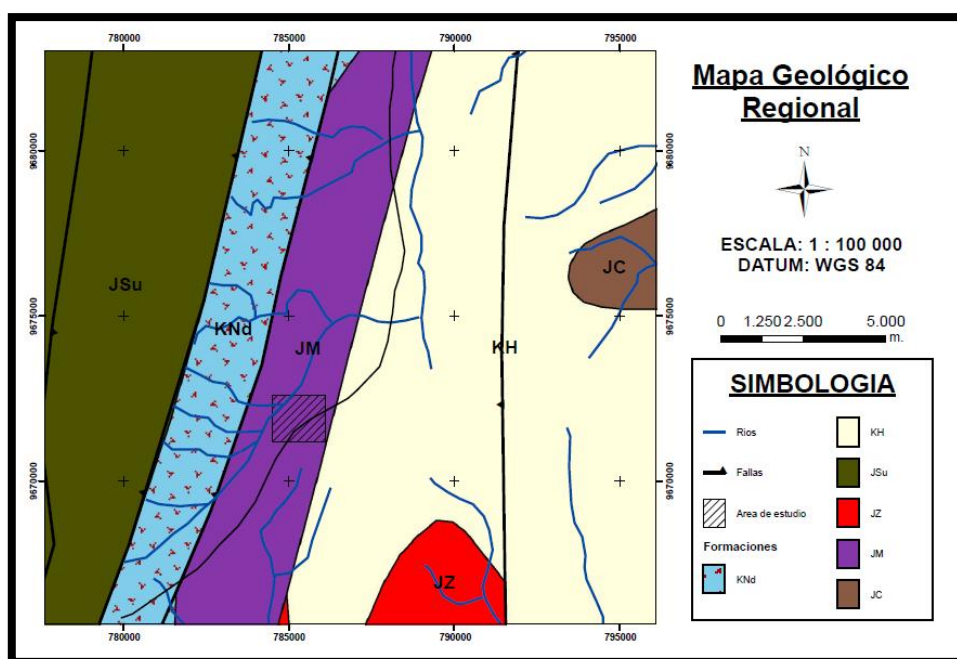 780000 785000 790000 795000
9680000 9680000
9675000 9675000
9670000 9670000
780000 785000 790000 795000
JSu
KNd
JM
KH
JC
JZ
Mapa Geológico
Regional
N
ESCALA: 1 : 100 000
DATUM: WGS 84
0 1.250 2.500 5.000
m.
SIMBOLOGIA
Rios
Fallas
Area de estudio
Formaciones
KNd
KH
JSu
JZ
JM
JC